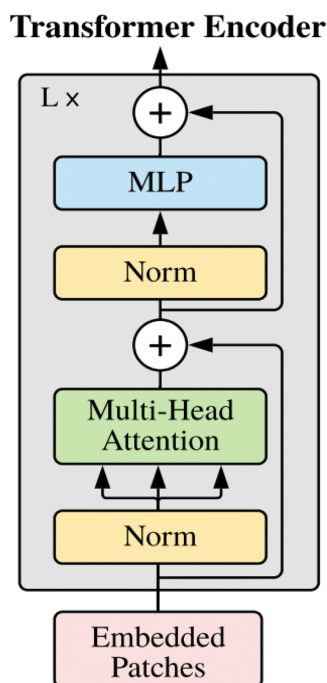 Transformer Encoder
L ×
+
MLP
Norm
+
Multi-Head
Attention
Norm
Embedded
Patches